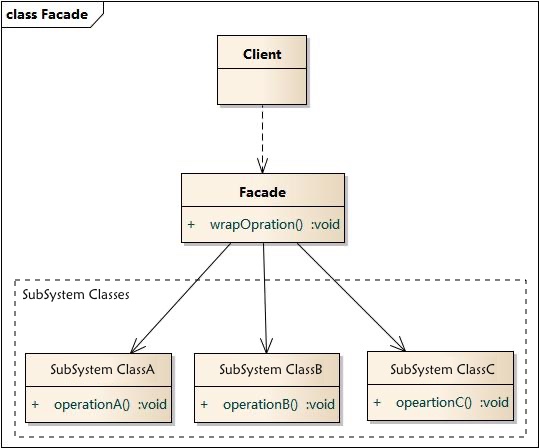 class Facade
Client
Facade
+ wrapOpration() :void
SubSystem Classes
SubSystem ClassA
+ operationA() :void
SubSystem ClassB
+ operationB() :void
SubSystem ClassC
+ opeartionC() :void